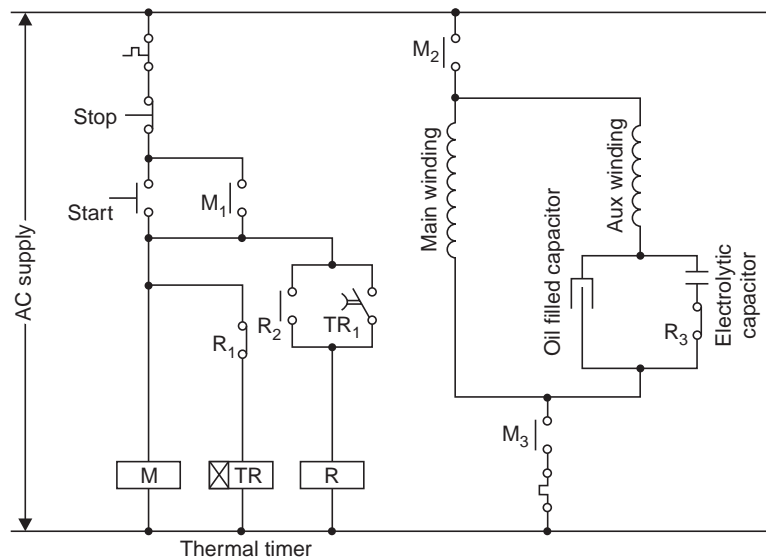 AC supply
Stop
Start
M₁
R₁
R₂
TR₁
M
TR
R
Thermal timer
M₂
Main winding
Aux winding
Oil filled capacitor
Electrolytic
capacitor
R₃
M₃